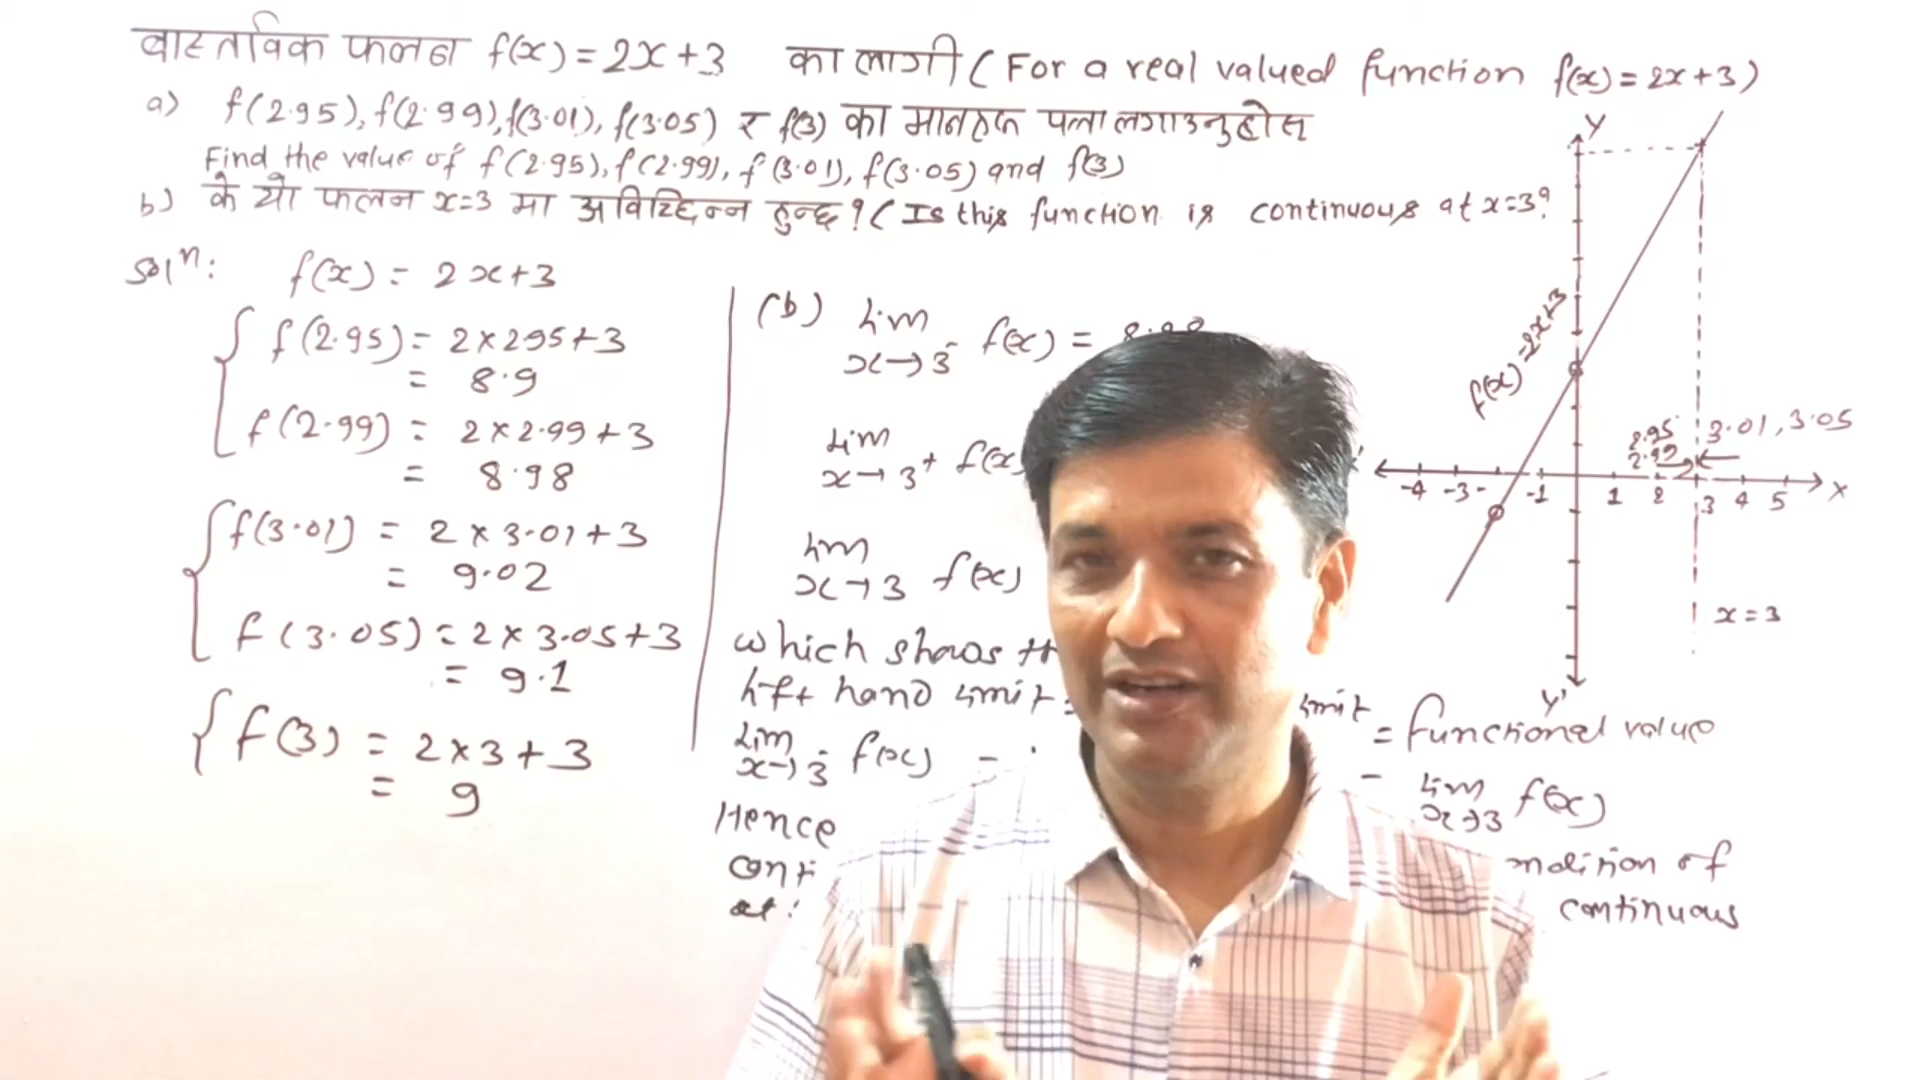 वास्तविक फलन f(x) = 2x+3 का लागी (For a real valued function f(x) = 2x+3)
a) f(2.95), f(2.99), f(3.01), f(3.05) र f(3) का मानहरू पत्ता लगाउनुहोस
Find the value of f(2.95), f(2.99), f(3.01), f(3.05) and f(3)
b) के यो फलन x=3 मा अविच्छिन्न हुन्छ? (Is this function is continuous at x=3?
Solⁿ: f(x) = 2x+3
f(2.95) = 2×295+3
= 8.9
f(2.99) = 2×2.99+3
= 8.98
f(3.01) = 2×3.01+3
= 9.02
f(3.05) = 2×3.05+3
= 9.1
f(3) = 2×3+3
= 9
(b) lim x→3⁻ f(x) =
lim x→3⁺ f(x
lim x→3 f(x)
which shows
left hand limit = limit = functional value
lim x→3⁻ f(x) = = lim x→3 f(x)
Hence ndition of
continuous
at
Y
f(x) = 2x+3
2.95 3.01, 3.05
2.99
-4 -3 -1 1 2 3 4 5 X
x=3
Y'